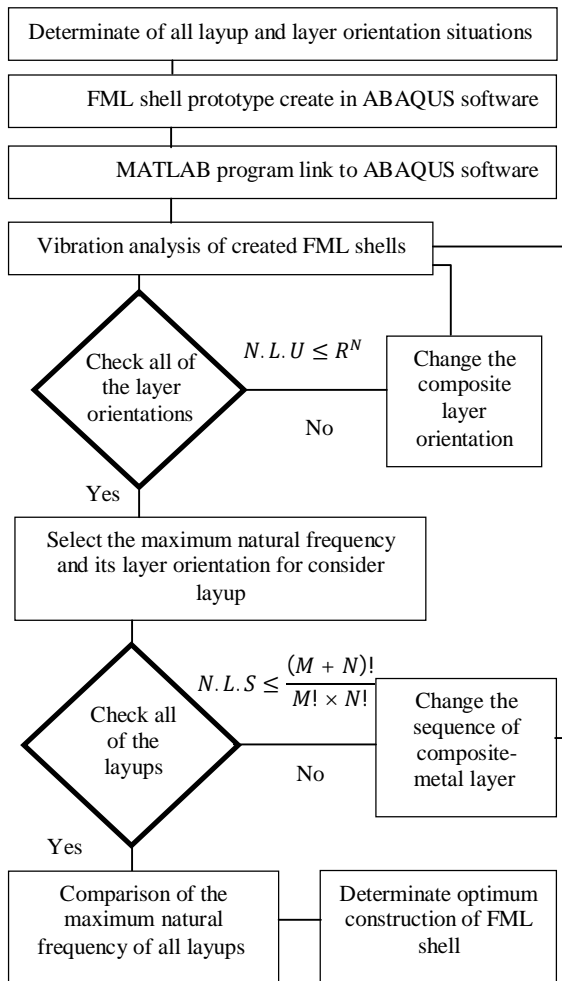 Determinate of all layup and layer orientation situations
FML shell prototype create in ABAQUS software
MATLAB program link to ABAQUS software
Vibration analysis of created FML shells
Check all of
the layer
orientations
N.L.U ≤ R^N
No
Change the
composite
layer
orientation
Yes
Select the maximum natural frequency
and its layer orientation for consider
layup
Check all
of the
layups
N.L.S ≤ (M + N)! / M! × N!
No
Change the
sequence of
composite-
metal layer
Yes
Comparison of the
maximum natural
frequency of all layups
Determinate optimum
construction of FML
shell